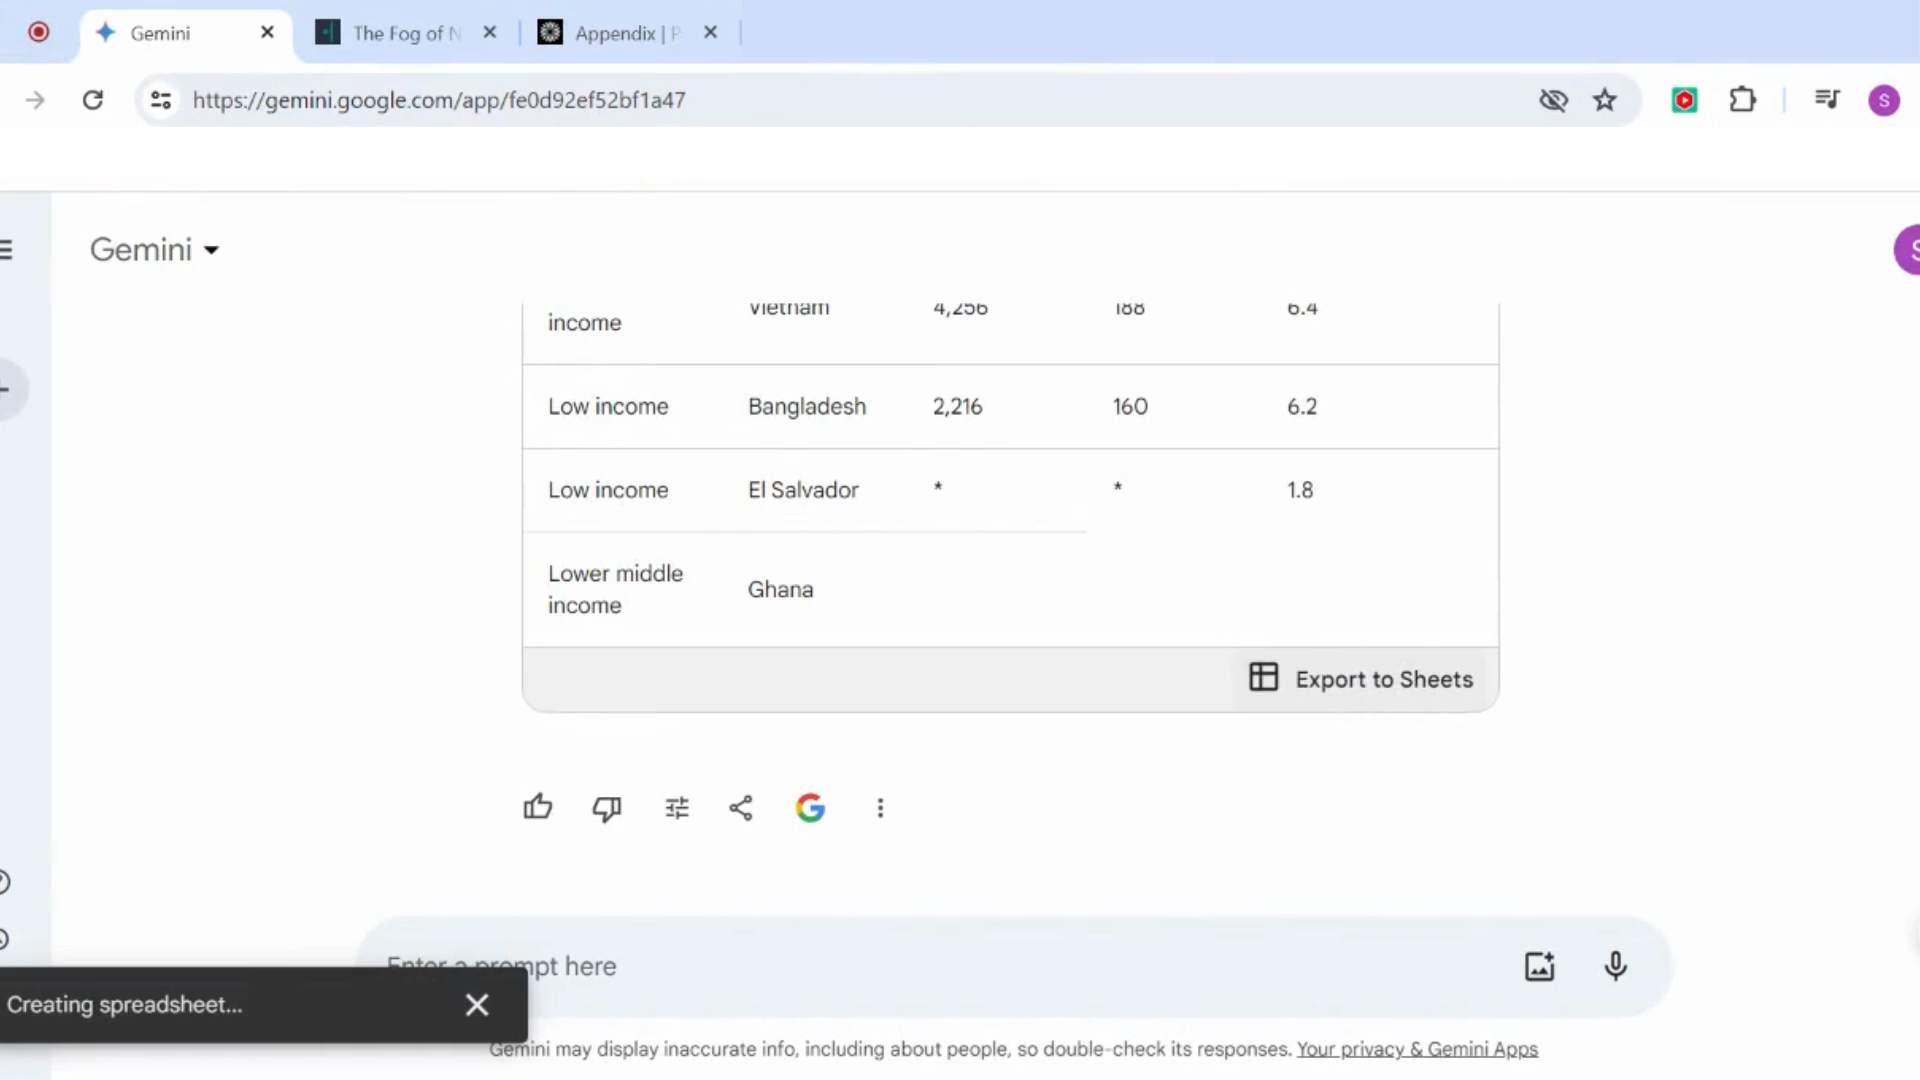 Gemini
The Fog of N
Appendix | P
https://gemini.google.com/app/fe0d92ef52bf1a47
S
Gemini
S
income Vietnam 4,256 188 6.4
Low income Bangladesh 2,216 160 6.2
Low income El Salvador * * 1.8
Lower middle
income
Ghana
Export to Sheets
Enter a prompt here
Creating spreadsheet...
Gemini may display inaccurate info, including about people, so double-check its responses. Your privacy & Gemini Apps